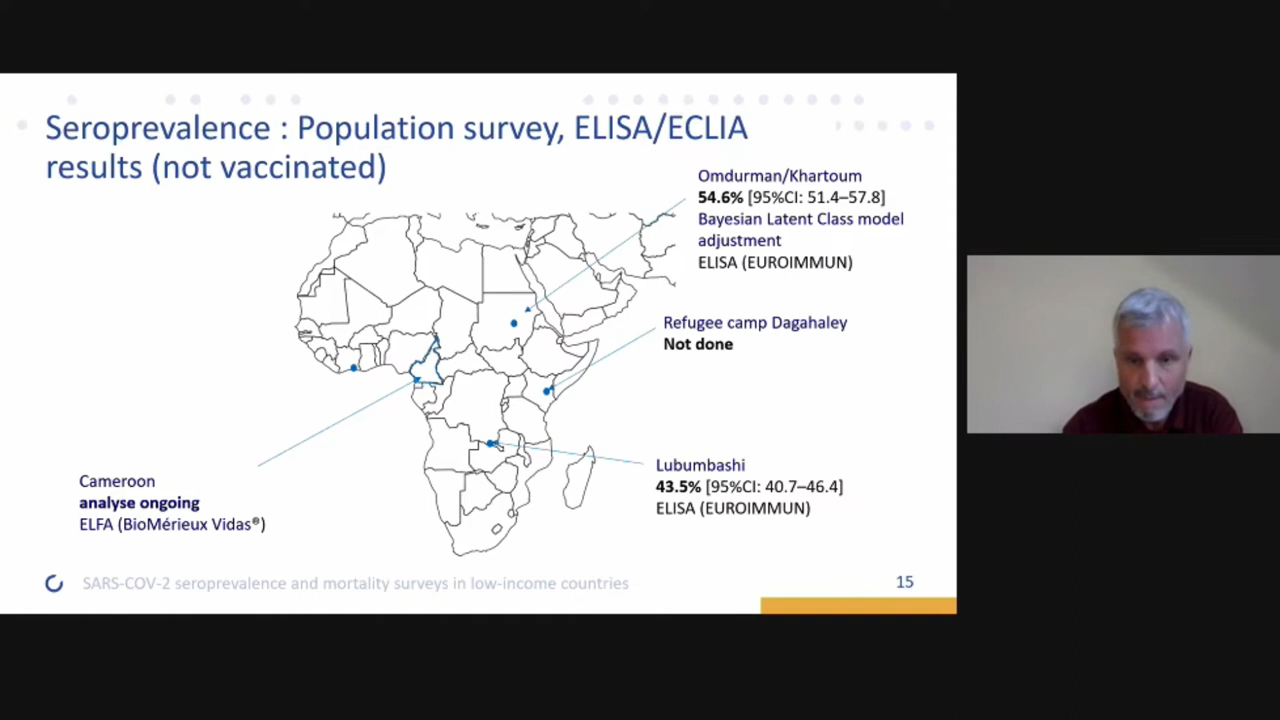 Seroprevalence : Population survey, ELISA/ECLIA
results (not vaccinated)
Omdurman/Khartoum
54.6% [95%CI: 51.4–57.8]
Bayesian Latent Class model
adjustment
ELISA (EUROIMMUN)
Refugee camp Dagahaley
Not done
Lubumbashi
43.5% [95%CI: 40.7–46.4]
ELISA (EUROIMMUN)
Cameroon
analyse ongoing
ELFA (BioMérieux Vidas®)
SARS-COV-2 seroprevalence and mortality surveys in low-income countries
15